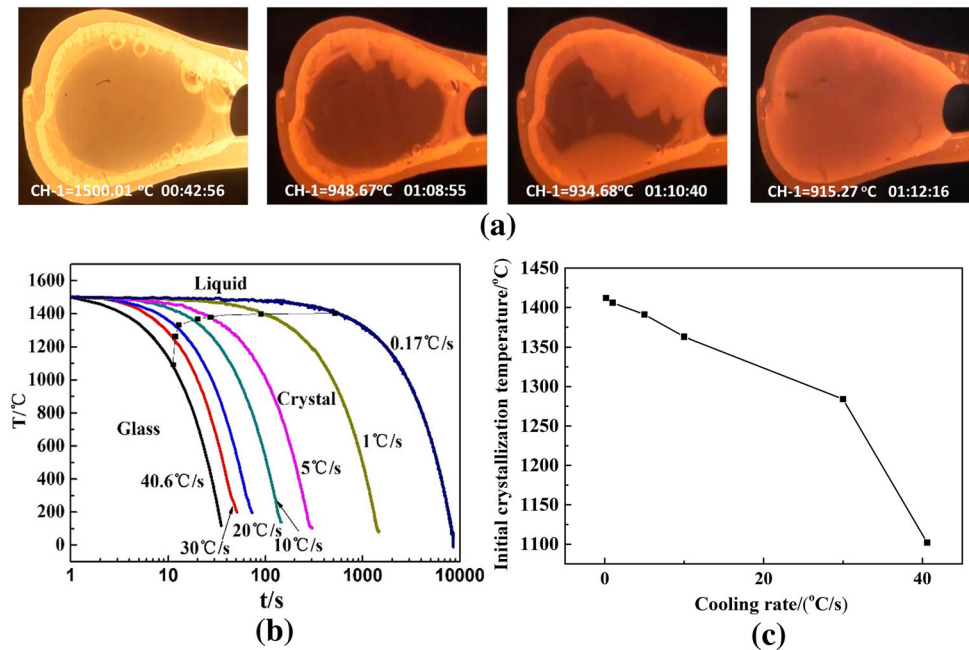 CH-1=1500.01 °C 00:42:56
CH-1=948.67°C 01:08:55
CH-1=934.68°C 01:10:40
CH-1=915.27 °C 01:12:16
(a)
1600
1400
1200
1000
800
600
400
200
0
T/℃
Liquid
Glass
Crystal
0.17℃/s
1℃/s
5℃/s
10℃/s
20℃/s
30℃/s
40.6℃/s
1
10
100
1000
10000
t/s
(b)
1450
1400
1350
1300
1250
1200
1150
1100
Initial crystallization temperature/°C)
0
20
40
Cooling rate/(°C/s)
(c)